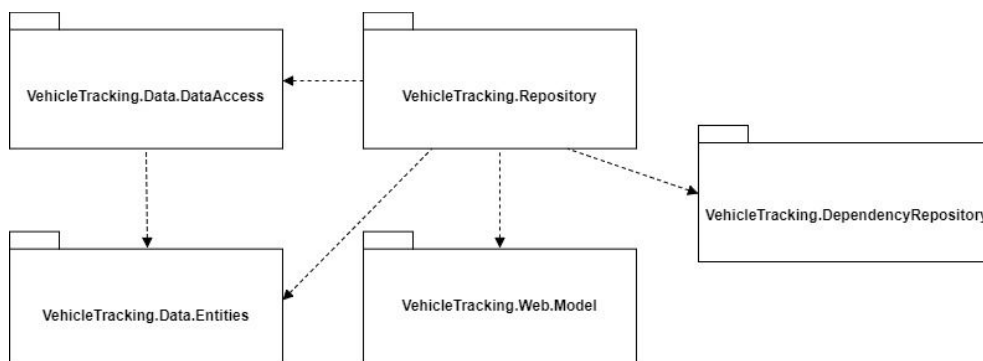 VehicleTracking.Data.DataAccess
VehicleTracking.Repository
VehicleTracking.DependencyRepository
VehicleTracking.Data.Entities
VehicleTracking.Web.Model